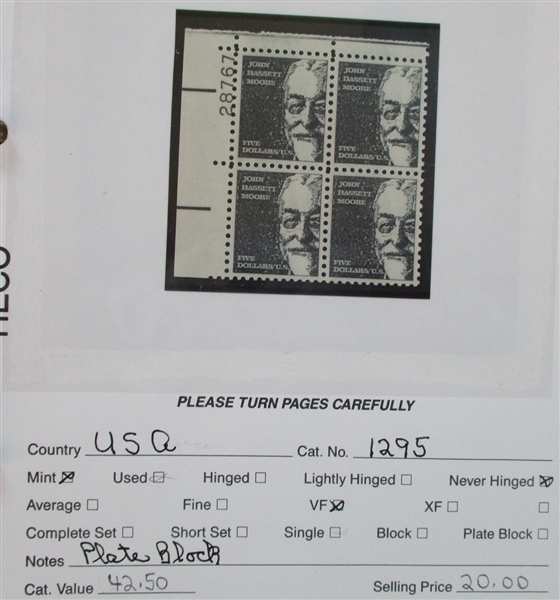 28767
JOHN
BASSETT
MOORE
FIVE
DOLLARS/U.S.
JOHN
BASSETT
MOORE
FIVE
DOLLARS/U.S.
JOHN
BASSETT
MOORE
FIVE
DOLLARS/U.S.
JOHN
BASSETT
MOORE
FIVE
DOLLARS/U.S.
PLEASE TURN PAGES CAREFULLY
Country USA Cat. No. 1295
Mint Used Hinged Lightly Hinged Never Hinged
Average Fine VF XF
Complete Set Short Set Single Block Plate Block
Notes Plate Block
Cat. Value 42.50 Selling Price 20.00